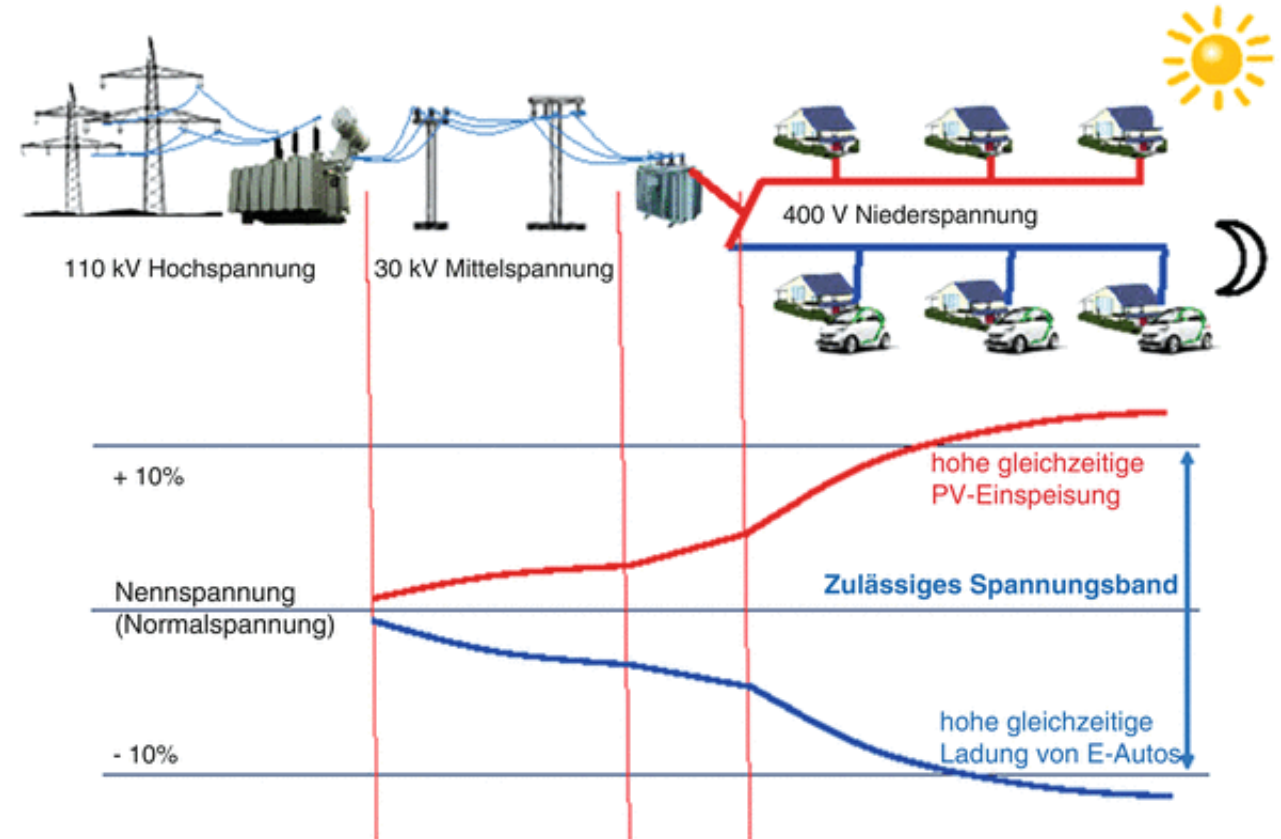 400 V Niederspannung
110 kV Hochspannung
30 kV Mittelspannung
+ 10%
hohe gleichzeitige
PV-Einspeisung
Zulässiges Spannungsband
Nennspannung
(Normalspannung)
hohe gleichzeitige
Ladung von E-Autos
- 10%